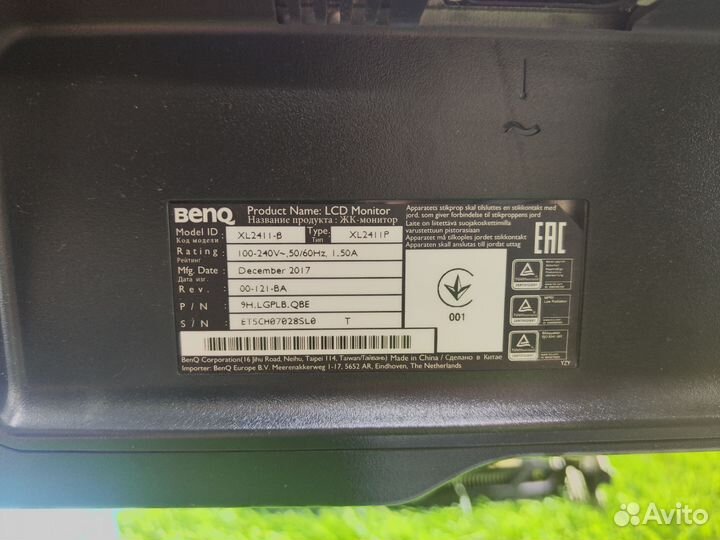 BenQ Product Name: LCD Monitor
Название продукта : ЖК-монитор
Model ID : XL2411-B Type: XL2411P
Код модели Тип
Rating : 100-240V~,50/60Hz, 1.50A
Рейтинг
Mfg. Date : December 2017
Дата изгот.
Rev. 00-121-BA
P / N : 9H.LGPLB.QBE
S / N : ET5CH07028SL0 T
BenQ Corporation(16 Jihu Road, Neihu, Taipei 114, Taiwan/Тайвань) Made in China / Сделано в Китае
Importer: BenQ Europe B.V. Meerenakkerweg 1-17, 5652 AR, Eindhoven, The Netherlands
Apparatets stikprop skal tilsluttes en stikkontakt med
jord, som giver forbindelse til stikproppens jord
Laite on liitettävä suojakoskettimilla
varustettuun pistorasiaan
Apparatet må tilkoples jordet stikkontakt
Apparaten skall anslutas till jordat uttag
001
EAC
YZY
Avito